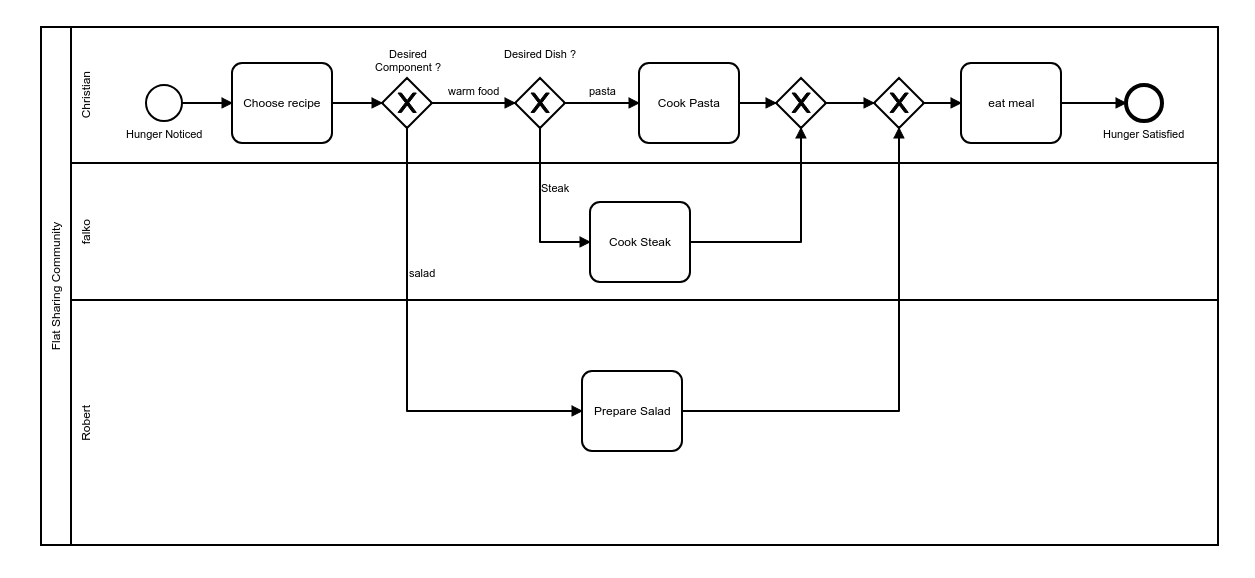 Flat Sharing Community
Christian
Hunger Noticed
Choose recipe
Desired
Component ?
warm food
Desired Dish ?
pasta
Cook Pasta
eat meal
Hunger Satisfied
falko
Steak
Cook Steak
salad
Robert
Prepare Salad